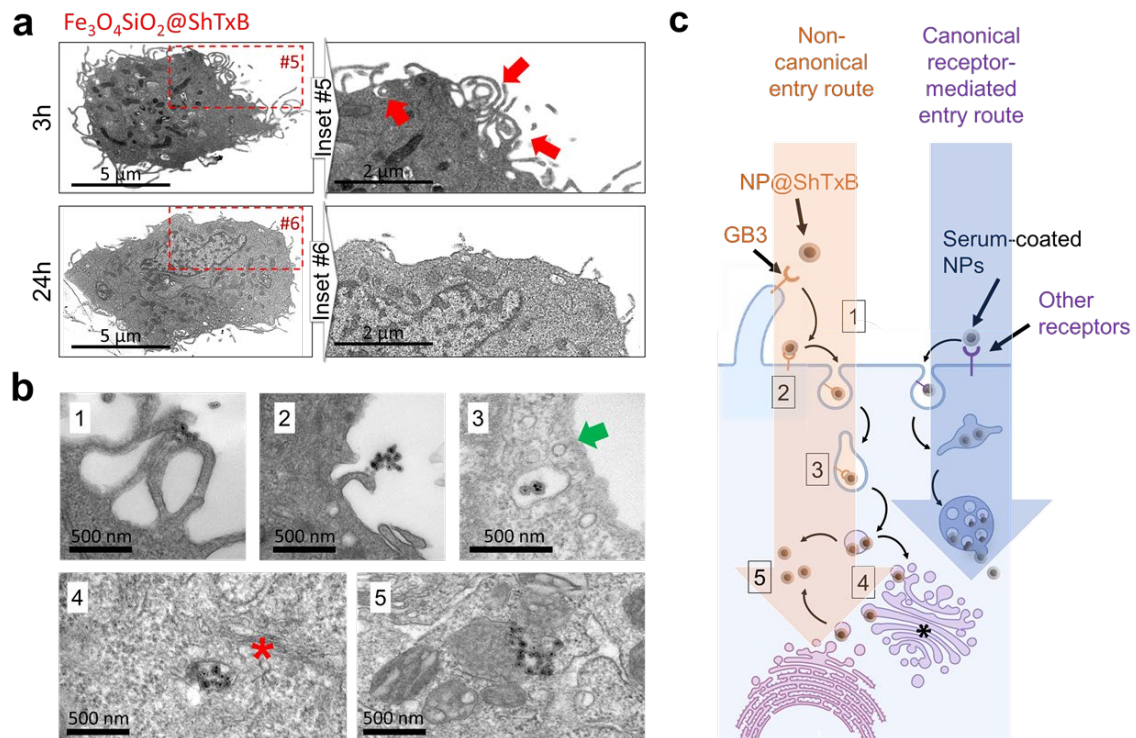 a
Fe₃O₄SiO₂@ShTxB
3h
#5
5 µm
Inset #5
2 µm
24h
#6
5 µm
Inset #6
2 µm
b
1
500 nm
2
500 nm
3
500 nm
4
*
500 nm
5
500 nm
c
Non-
canonical
entry route
Canonical
receptor-
mediated
entry route
NP@ShTxB
GB3
Serum-coated
NPs
Other
receptors
1
2
3
4
5
*